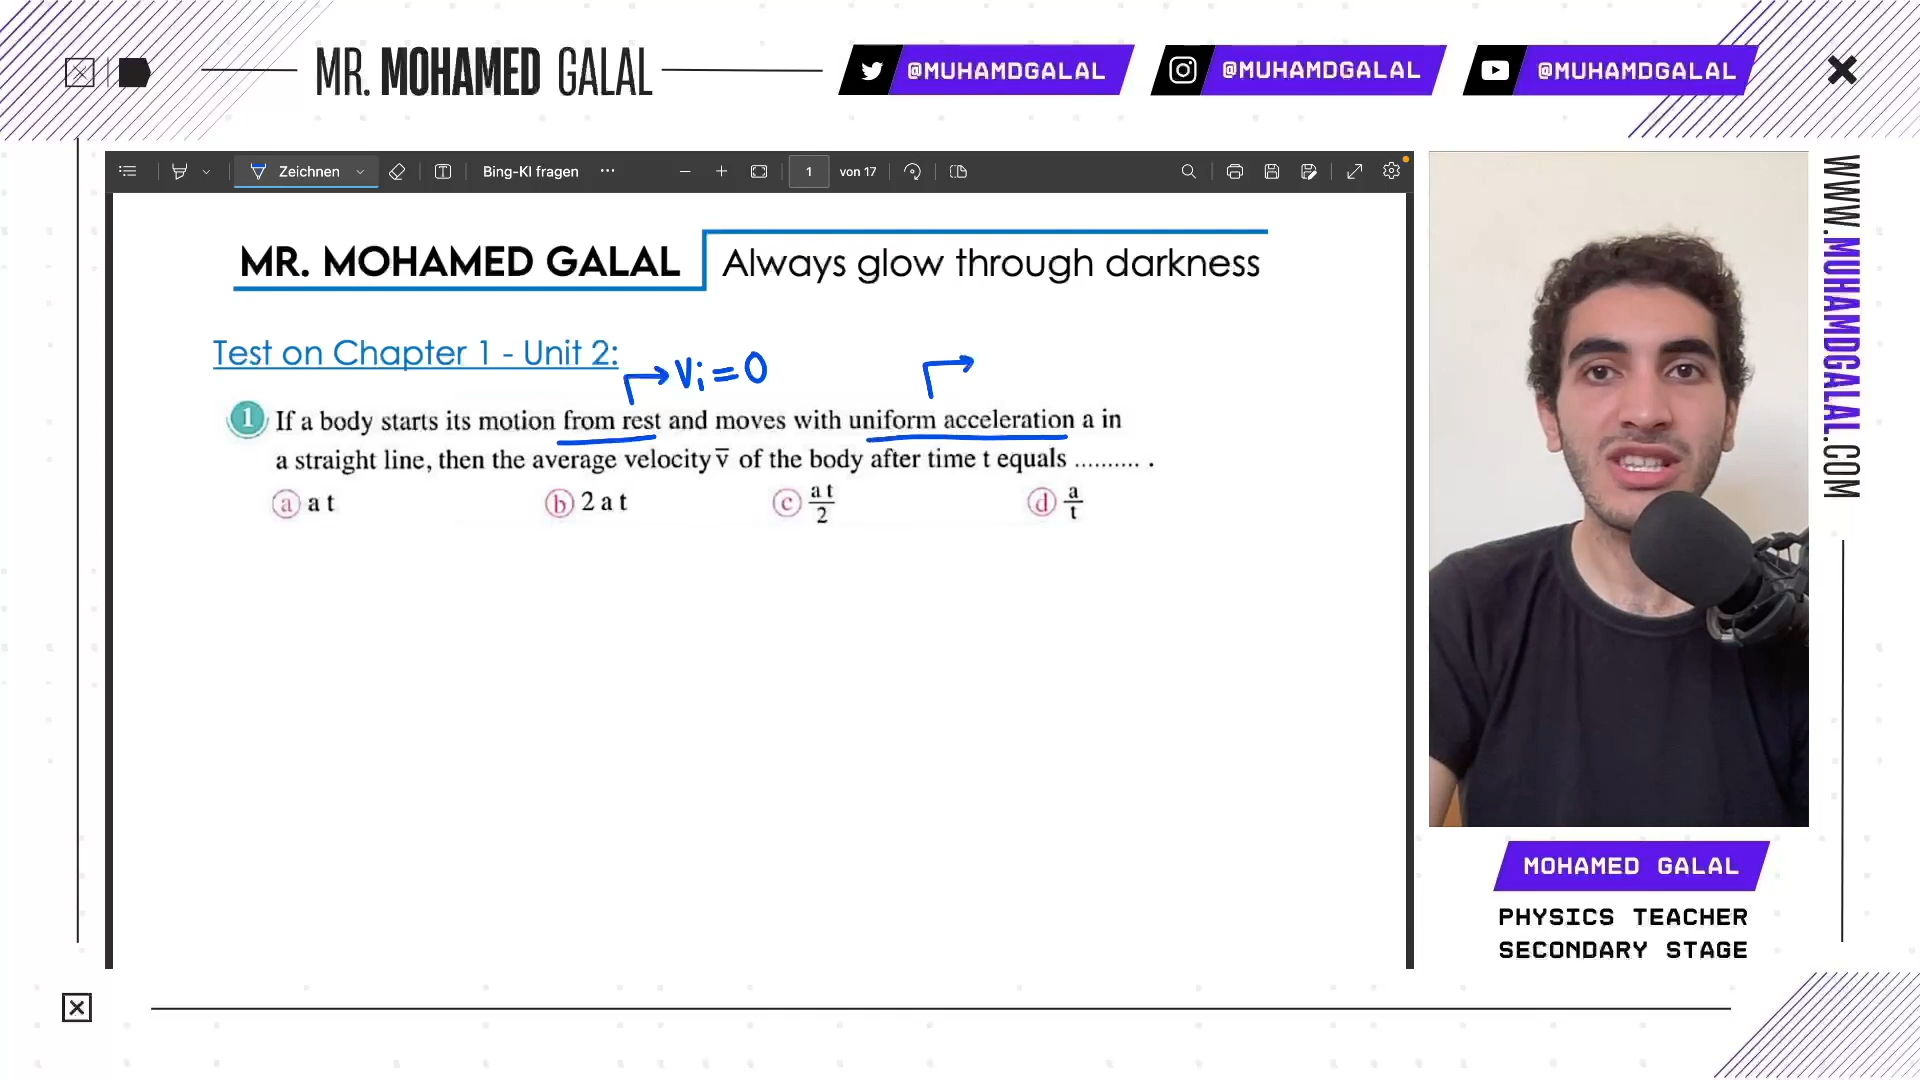 MR. MOHAMED GALAL
@MUHAMDGALAL
@MUHAMDGALAL
@MUHAMDGALAL
WWW.MUHAMDGALAL.COM
Zeichnen
Bing-KI fragen
1
von 17
MR. MOHAMED GALAL
Always glow through darkness
Test on Chapter 1 - Unit 2:
Vi = 0
1 If a body starts its motion from rest and moves with uniform acceleration a in
a straight line, then the average velocity v̅ of the body after time t equals .......... .
a a t
b 2 a t
c a t / 2
d a / t
MOHAMED GALAL
PHYSICS TEACHER
SECONDARY STAGE